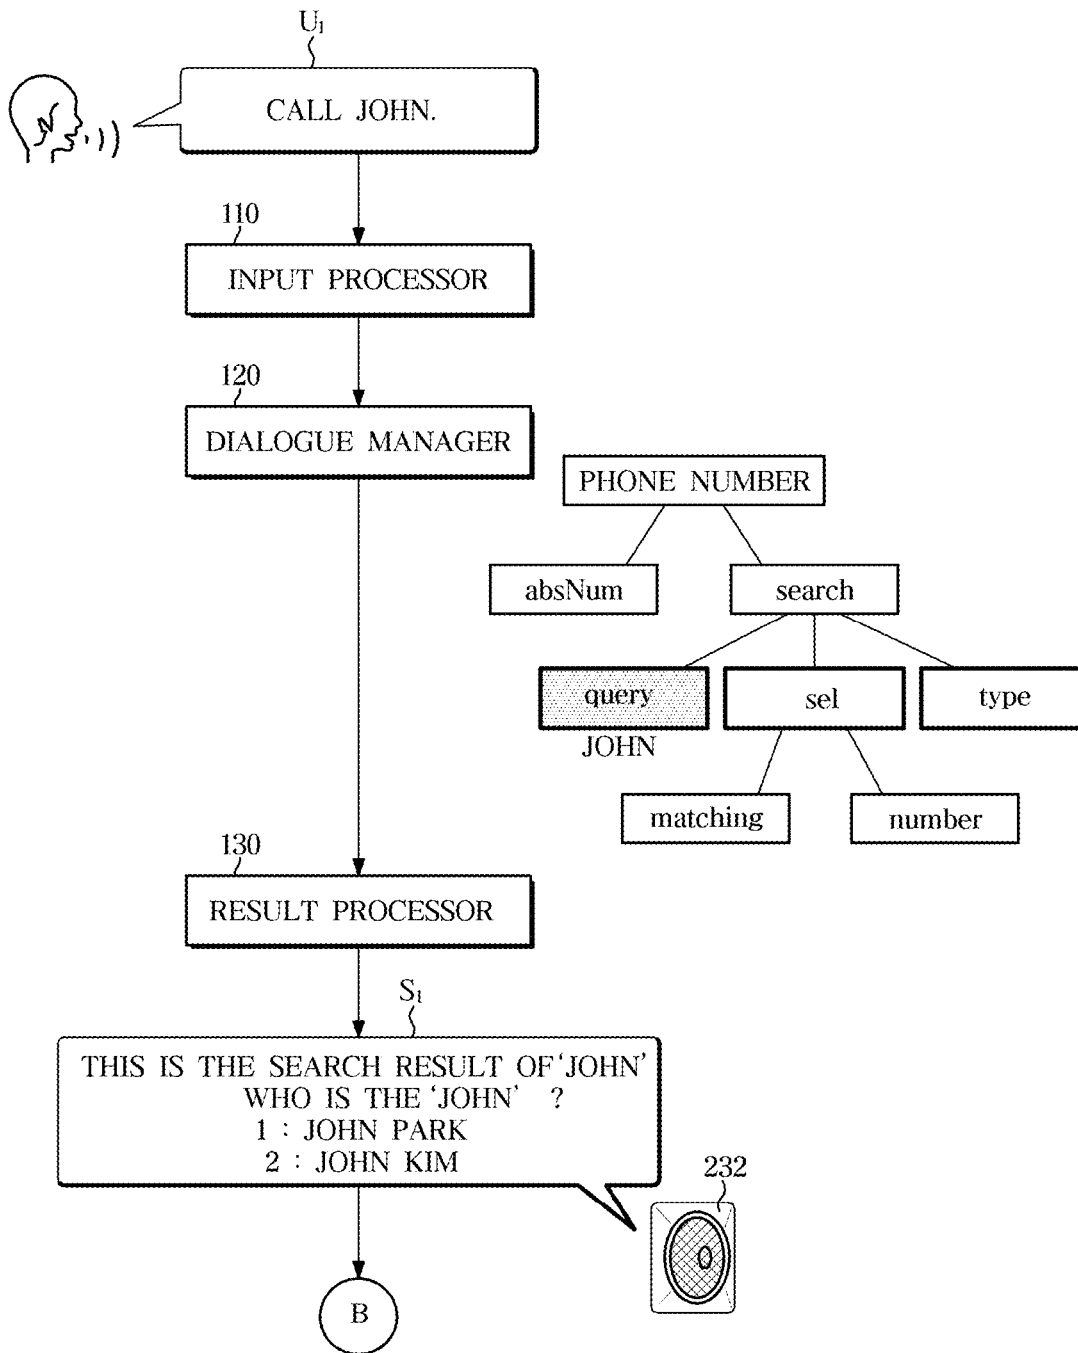 U1
CALL JOHN.
110
INPUT PROCESSOR
120
DIALOGUE MANAGER
PHONE NUMBER
absNum
search
query
sel
type
JOHN
matching
number
130
RESULT PROCESSOR
S1
THIS IS THE SEARCH RESULT OF 'JOHN'
WHO IS THE 'JOHN' ?
1 : JOHN PARK
2 : JOHN KIM
232
B